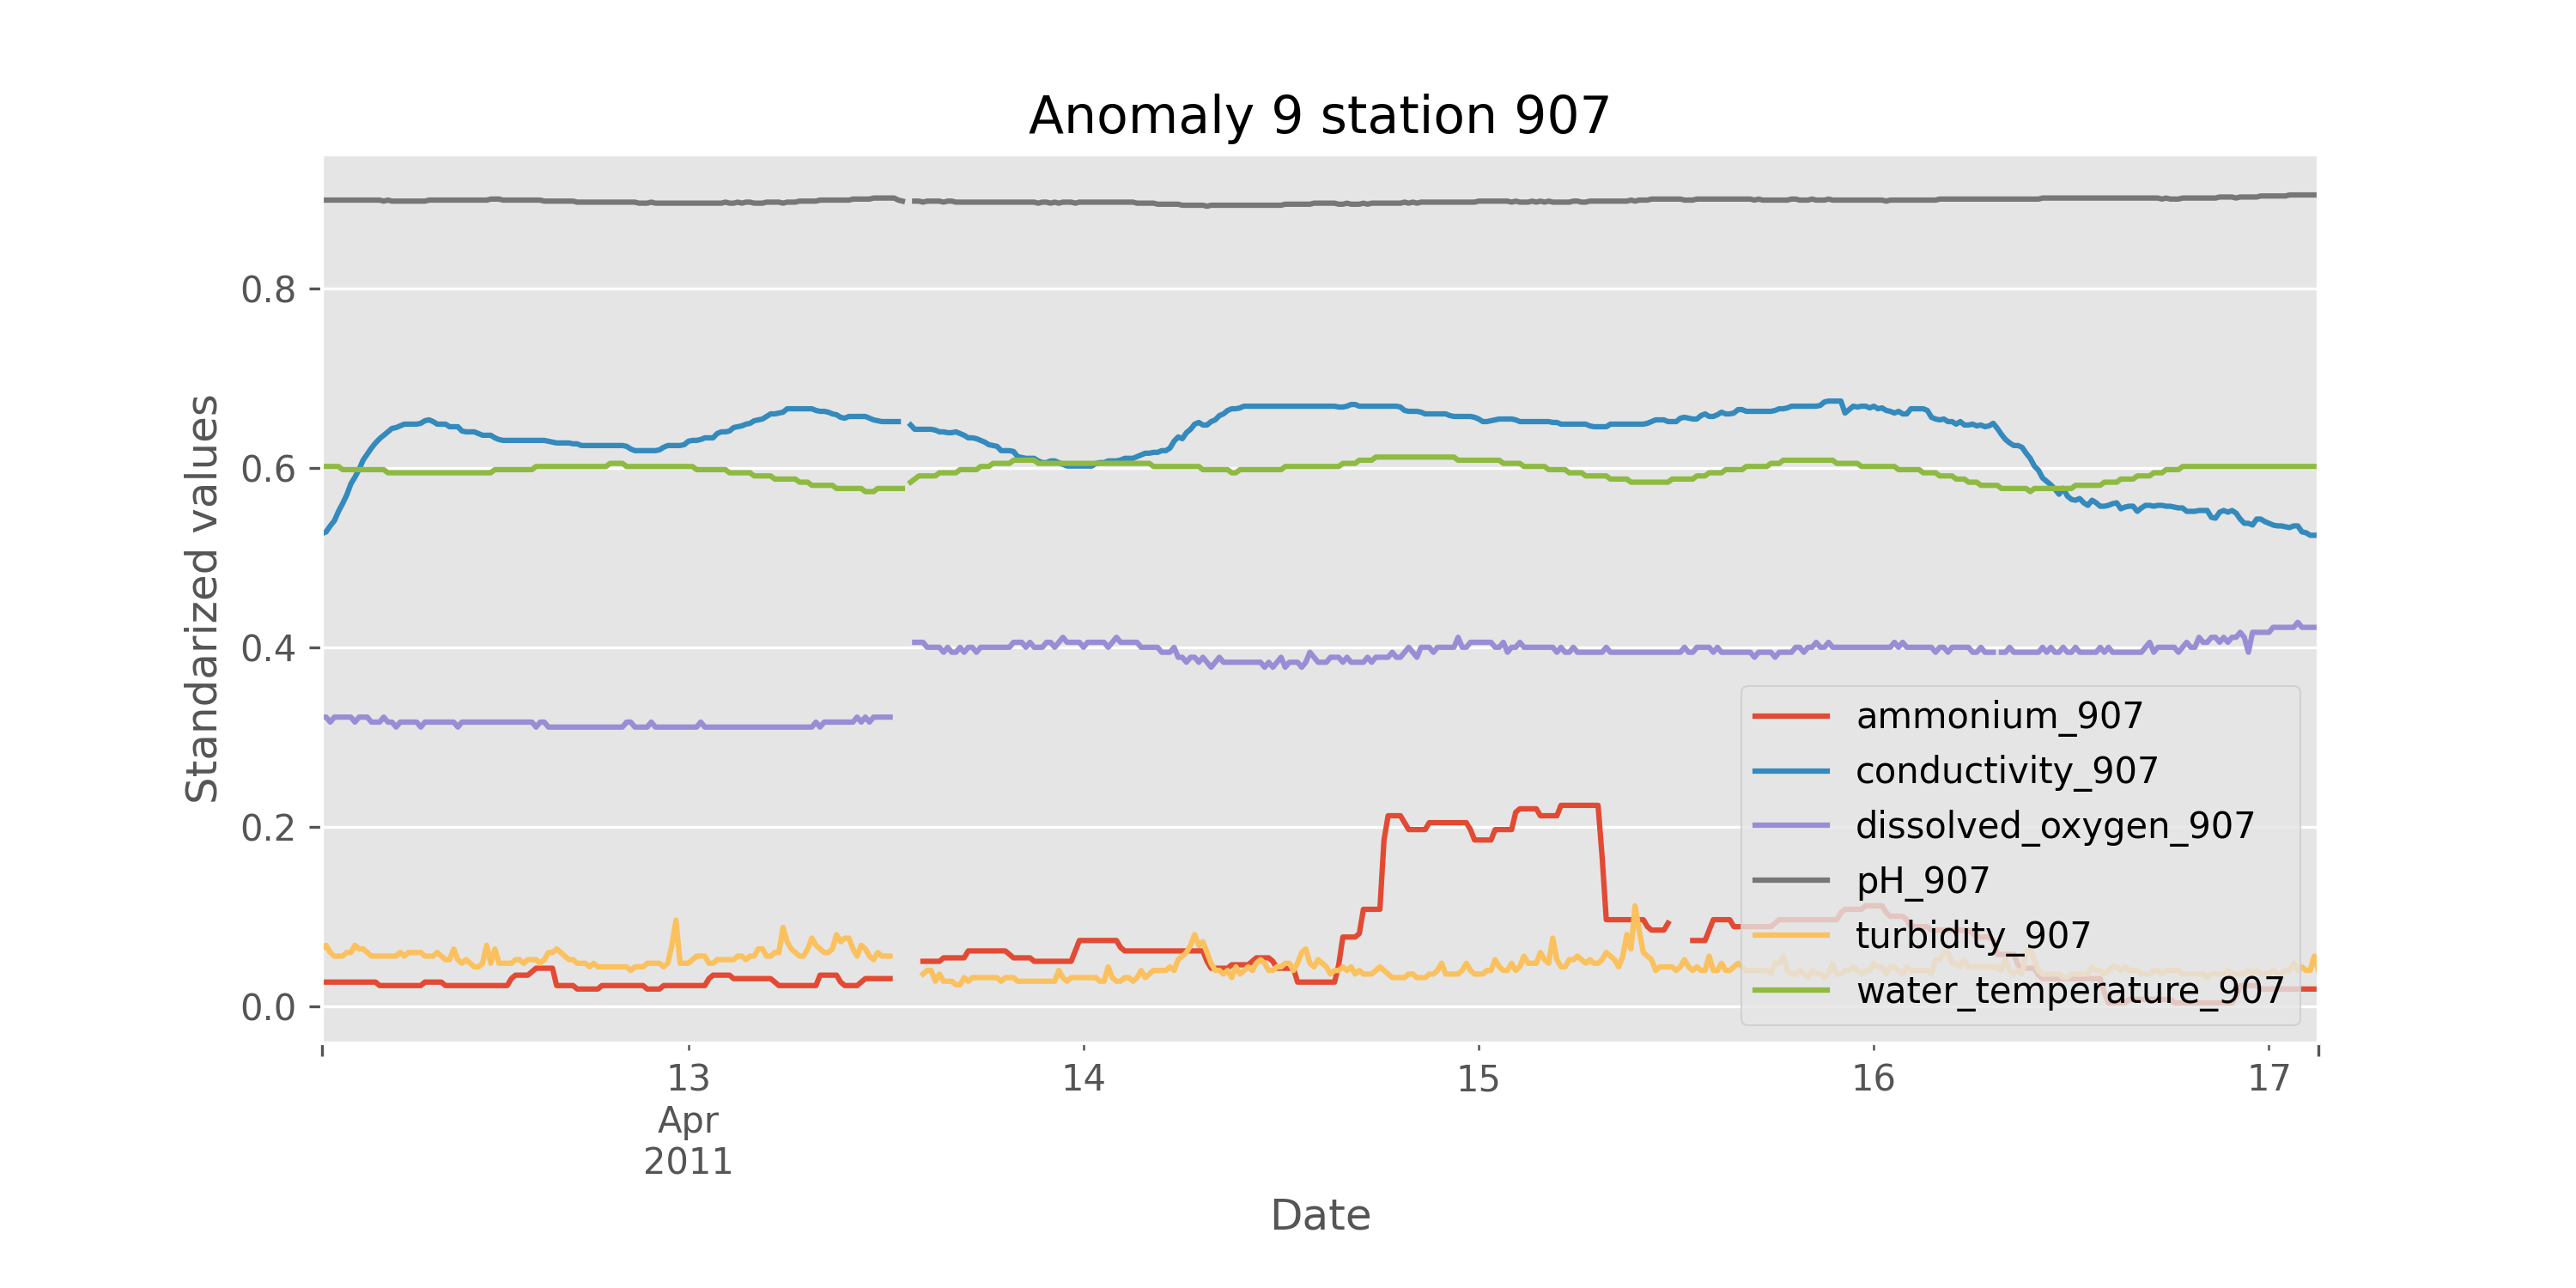 Anomaly 9 station 907
Standarized values
0.8
0.6
0.4
0.2
0.0
ammonium_907
conductivity_907
dissolved_oxygen_907
pH_907
turbidity_907
water_temperature_907
13
14
15
16
17
Apr
2011
Date